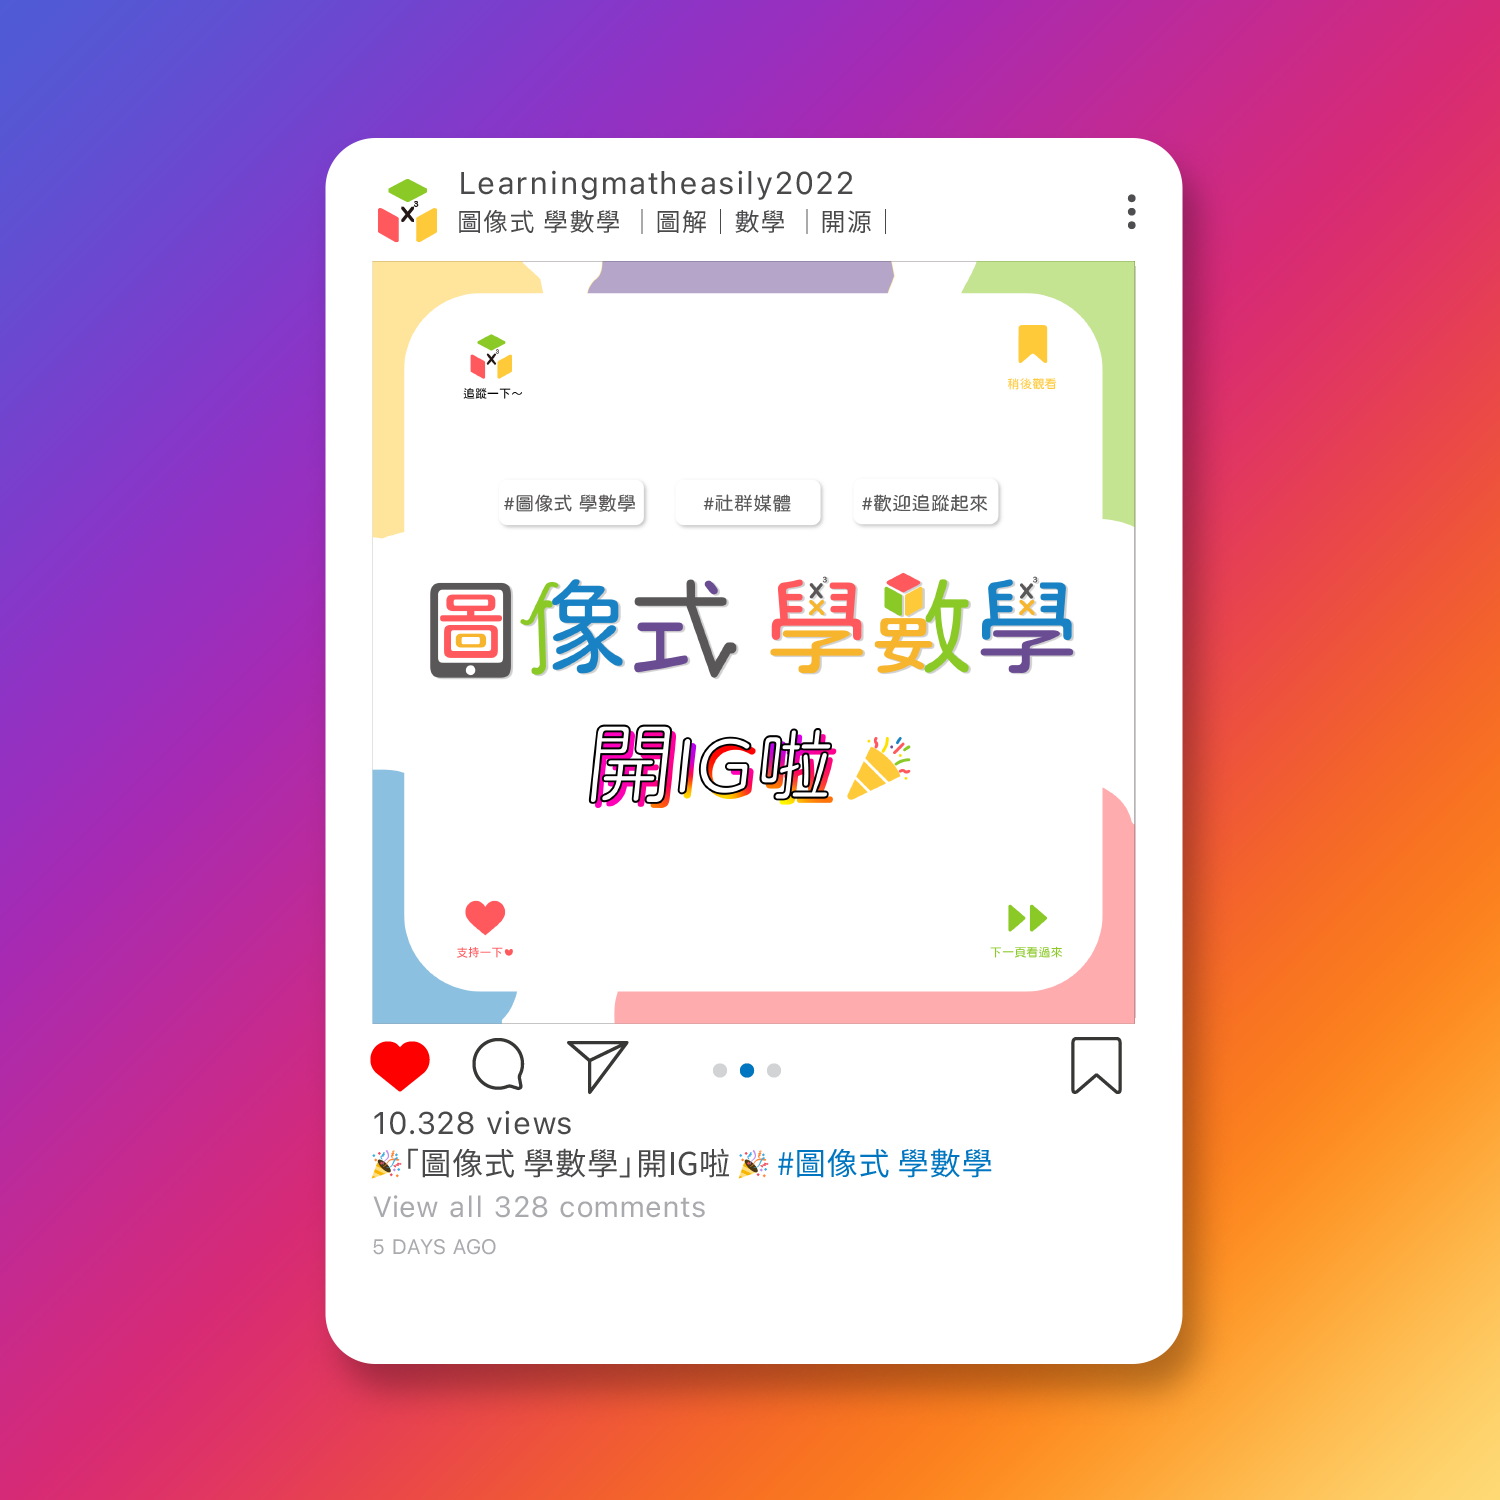 Learningmatheasily2022
圖像式 學數學 ｜圖解｜數學 ｜開源｜
X³
X³
追蹤一下～
稍後觀看
#圖像式 學數學
#社群媒體
#歡迎追蹤起來
圖像式 學數學
開IG啦
支持一下
下一頁看過來
10.328 views
🎉「圖像式 學數學」開IG啦🎉 #圖像式 學數學
View all 328 comments
5 DAYS AGO